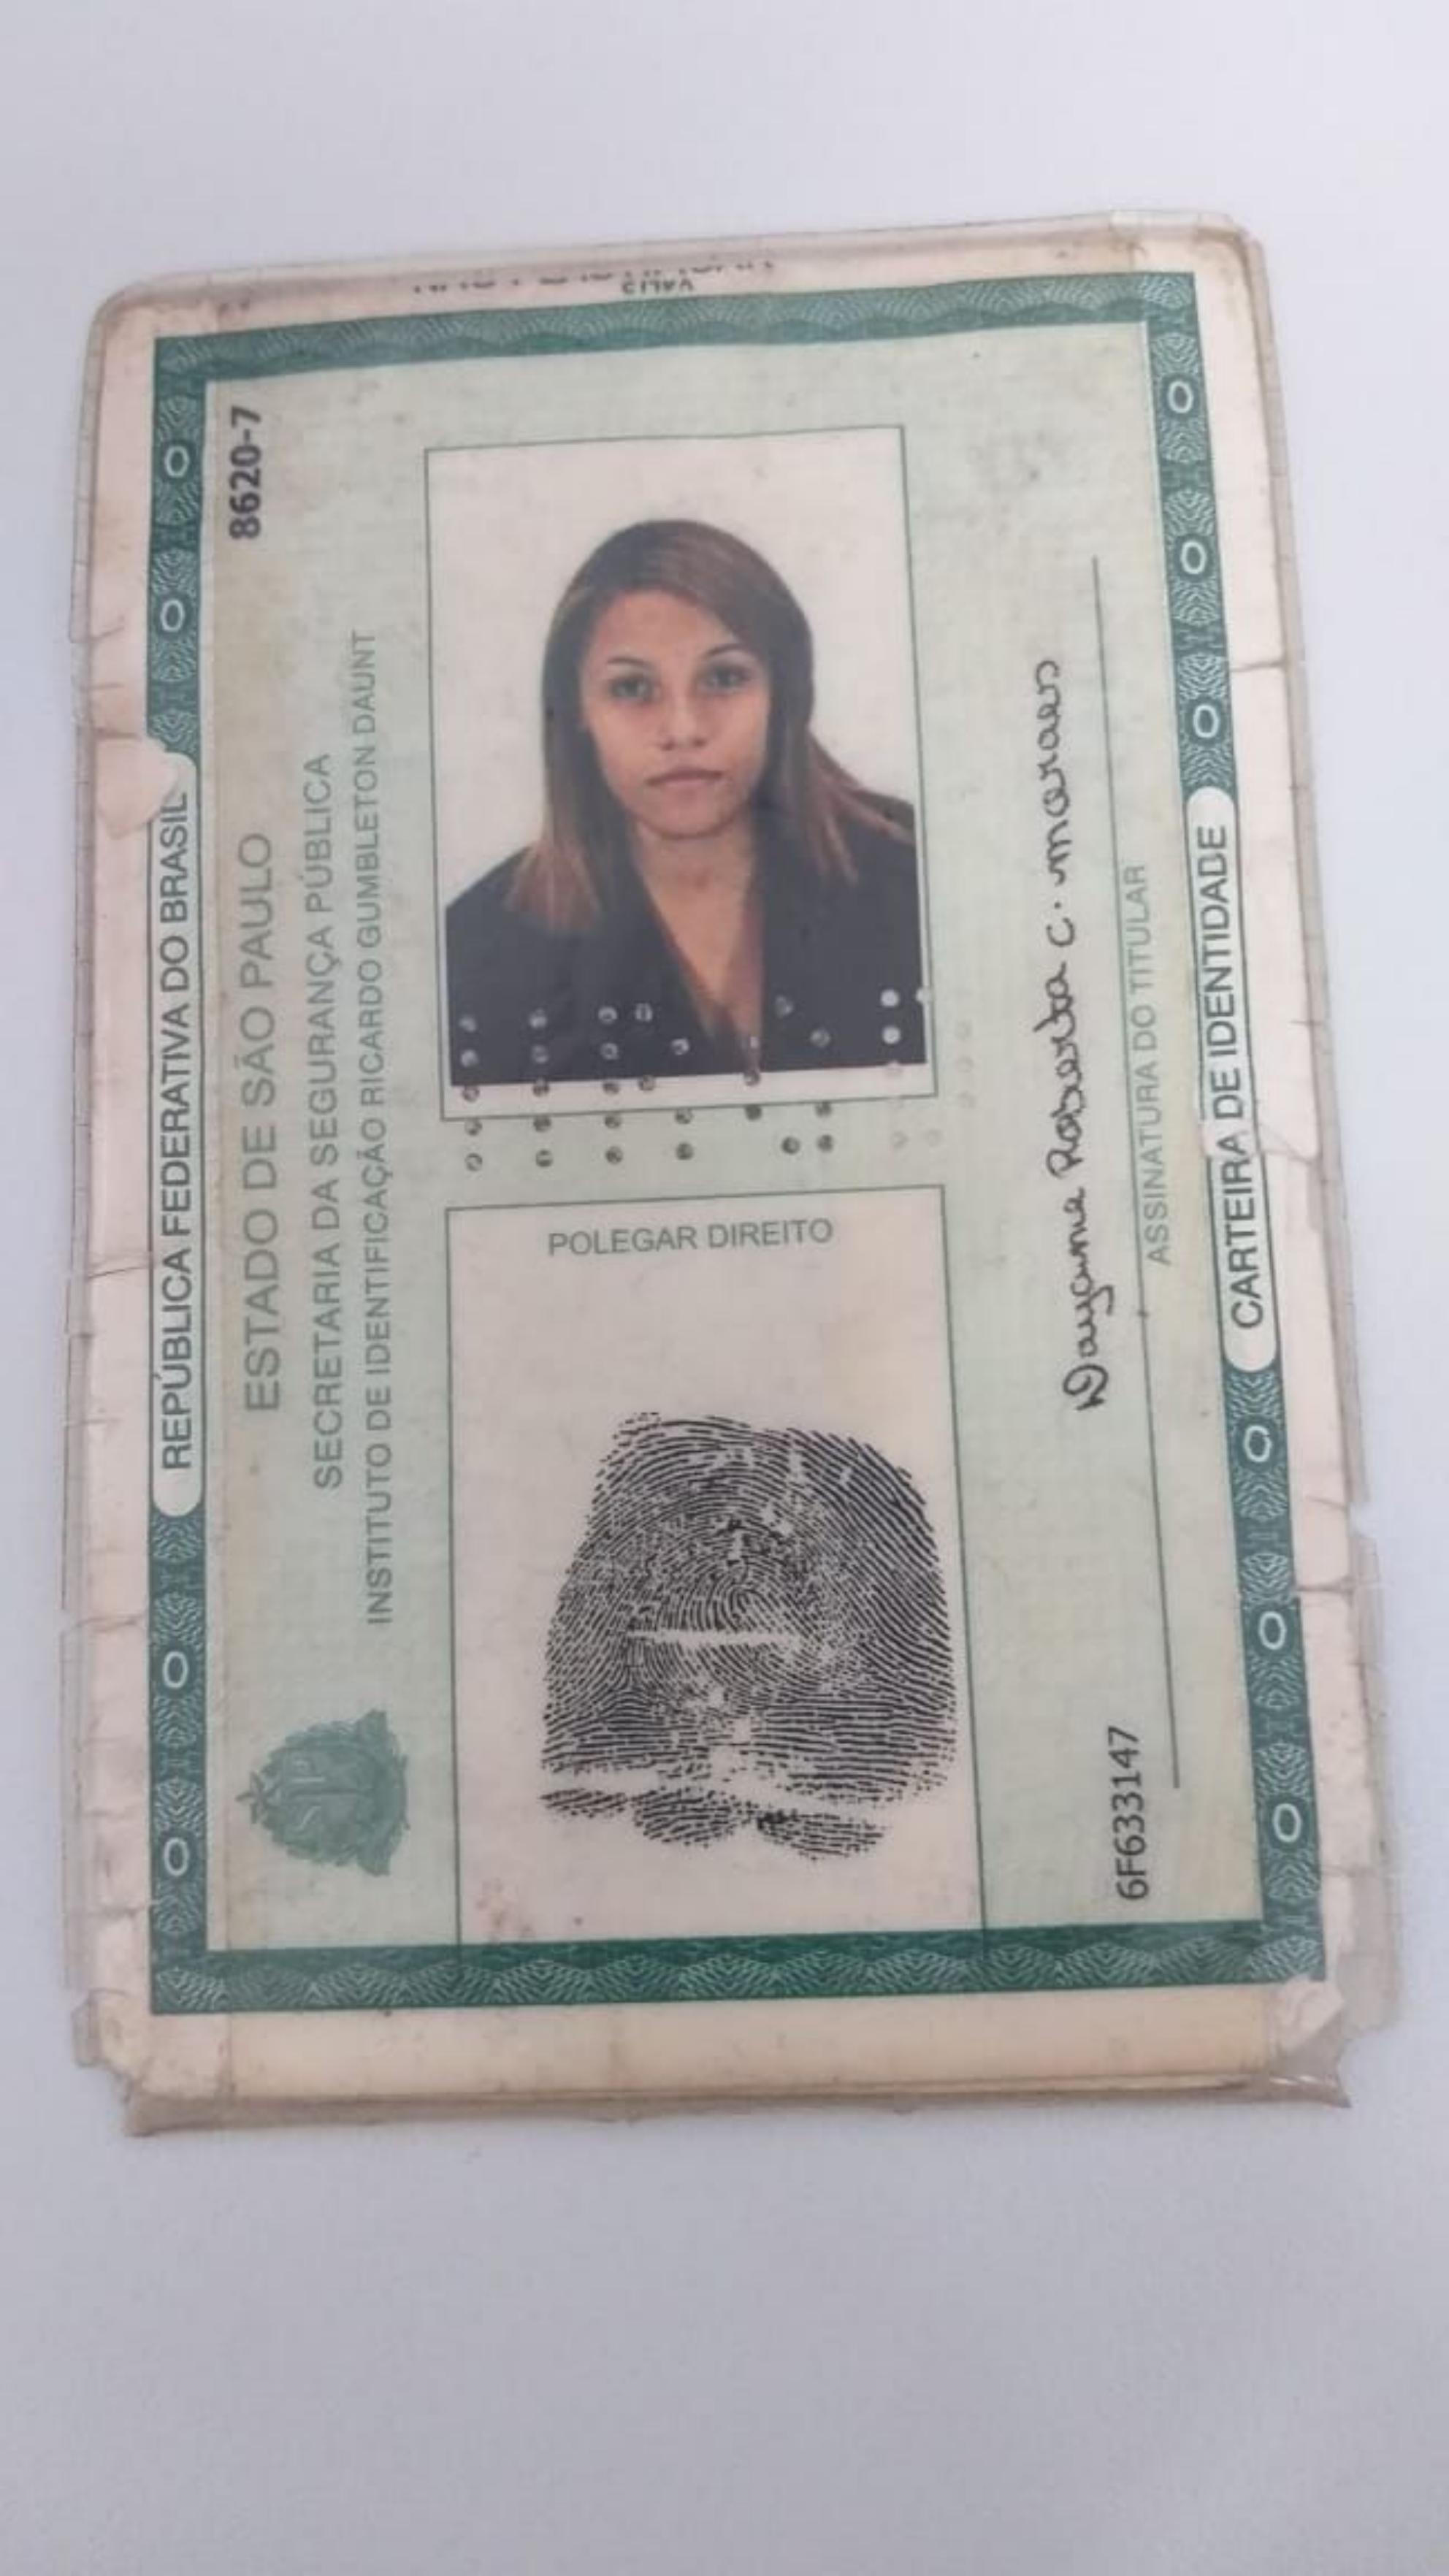 REPÚBLICA FEDERATIVA DO BRASIL
8620-7
ESTADO DE SÃO PAULO
SECRETARIA DA SEGURANÇA PÚBLICA
INSTITUTO DE IDENTIFICAÇÃO RICARDO GUMBLETON DAUNT
POLEGAR DIREITO
Dayane Roberta C. Moraes
6F633147
ASSINATURA DO TITULAR
CARTEIRA DE IDENTIDADE